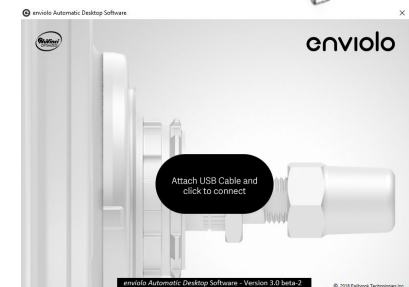 enviolo Automatic Desktop Software
enviolo
Attach USB Cable and
click to connect
enviolo Automatic Desktop Software - Version 3.0 beta-2
© 2018 Fallbrook Technologies Inc.